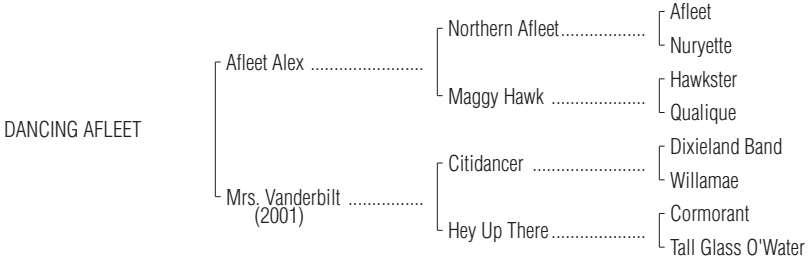 Afleet
Northern Afleet...................
Nuryette
Afleet Alex ........................
Hawkster
Maggy Hawk ....................
Qualique
DANCING AFLEET
Dixieland Band
Citidancer ........................
Willamae
Mrs. Vanderbilt ................
(2001)
Cormorant
Hey Up There....................
Tall Glass O'Water